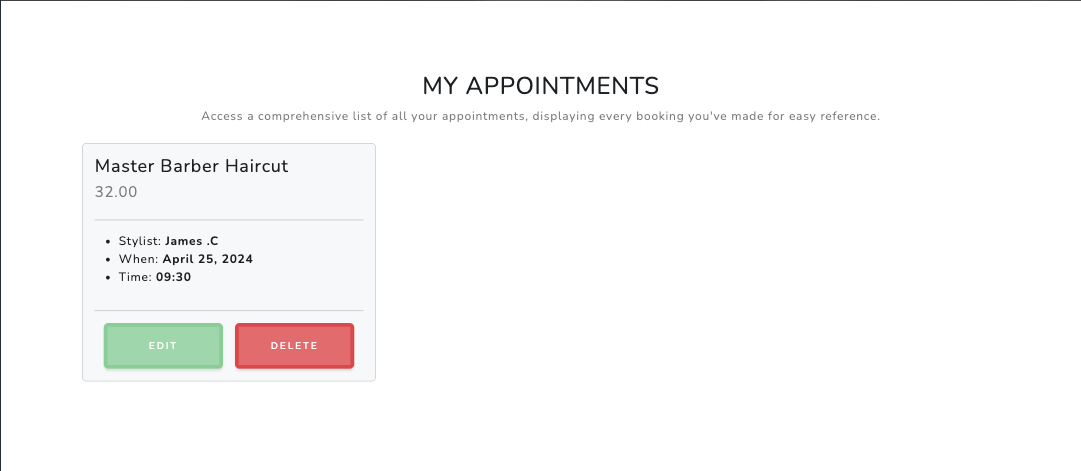 MY APPOINTMENTS
Access a comprehensive list of all your appointments, displaying every booking you've made for easy reference.
Master Barber Haircut
32.00
Stylist: James .C
When: April 25, 2024
Time: 09:30
EDIT DELETE